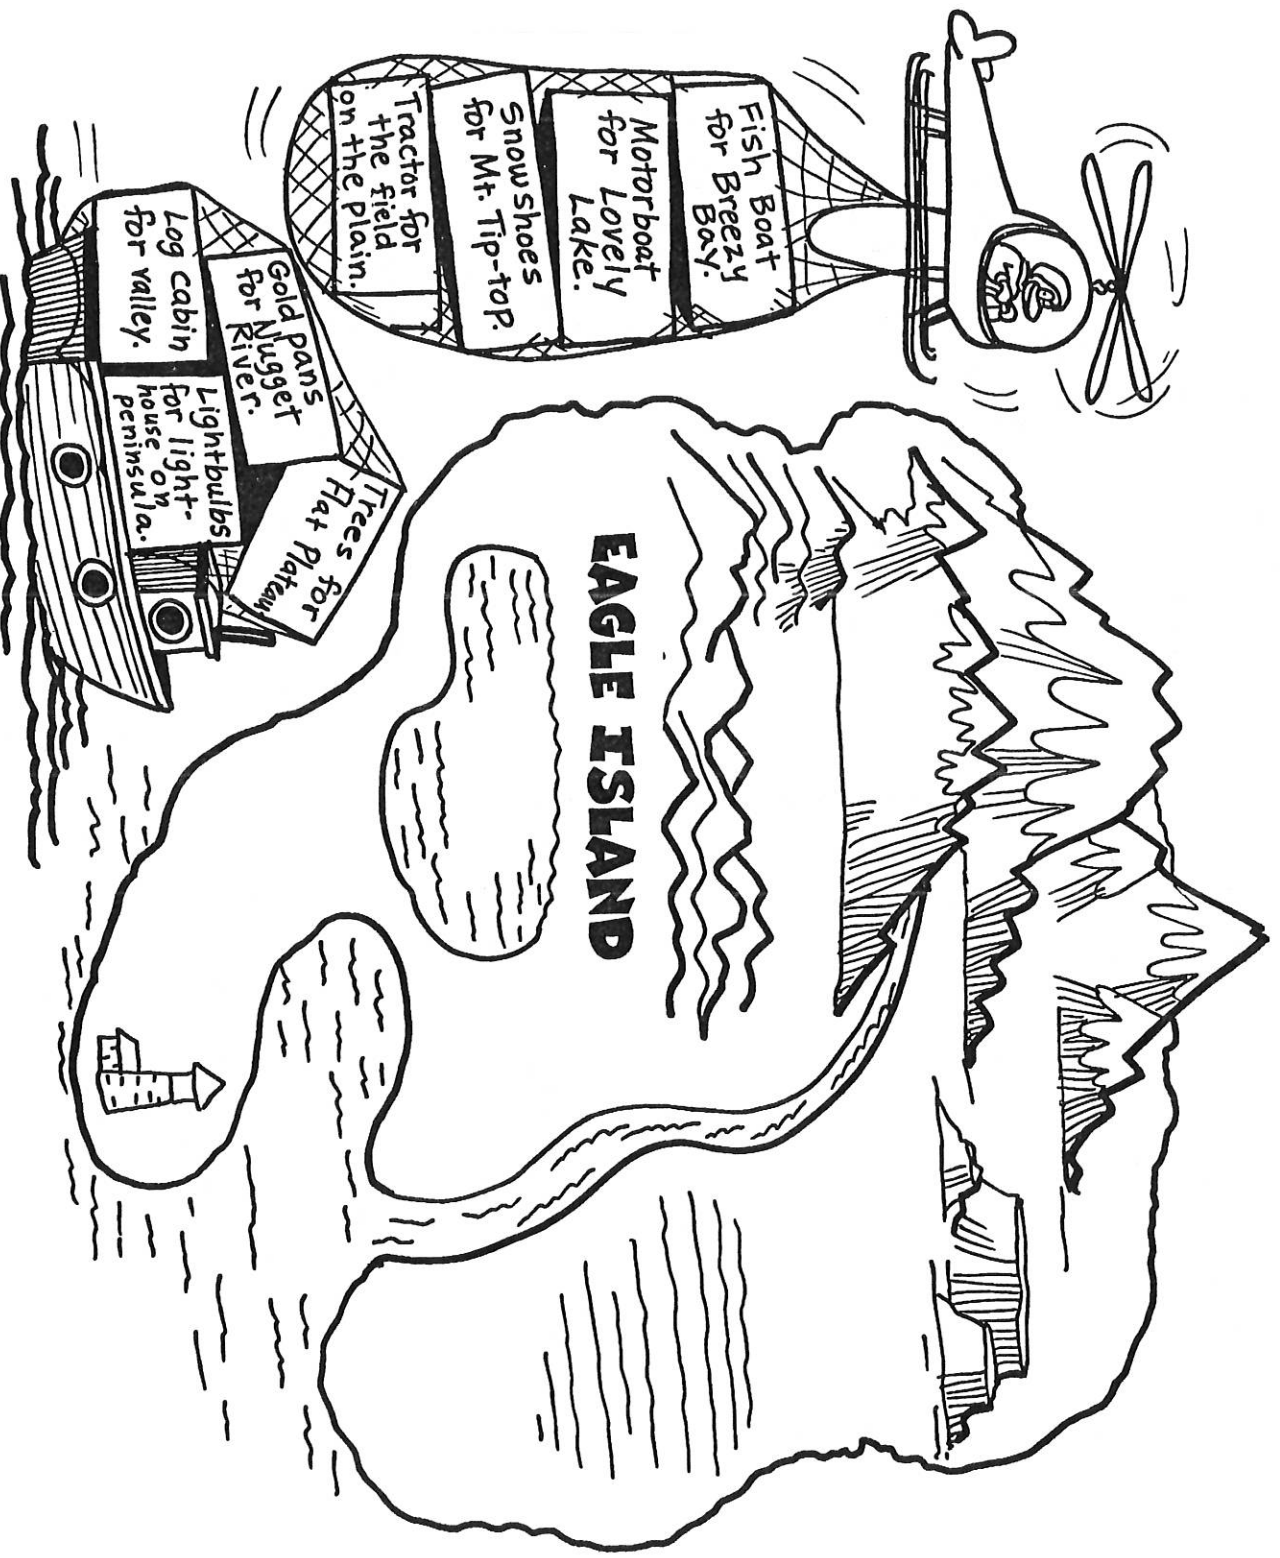 Fish Boat
for Breezy
Bay.
Motorboat
for Lovely
Lake.
Snowshoes
for Mt. Tip-top.
Tractor for
the field
on the plain.
EAGLE ISLAND
Trees for
Flat Plateau
Gold pans
for Nugget
River.
Log cabin
for valley.
Lightbulbs
for light-
house on
peninsula.